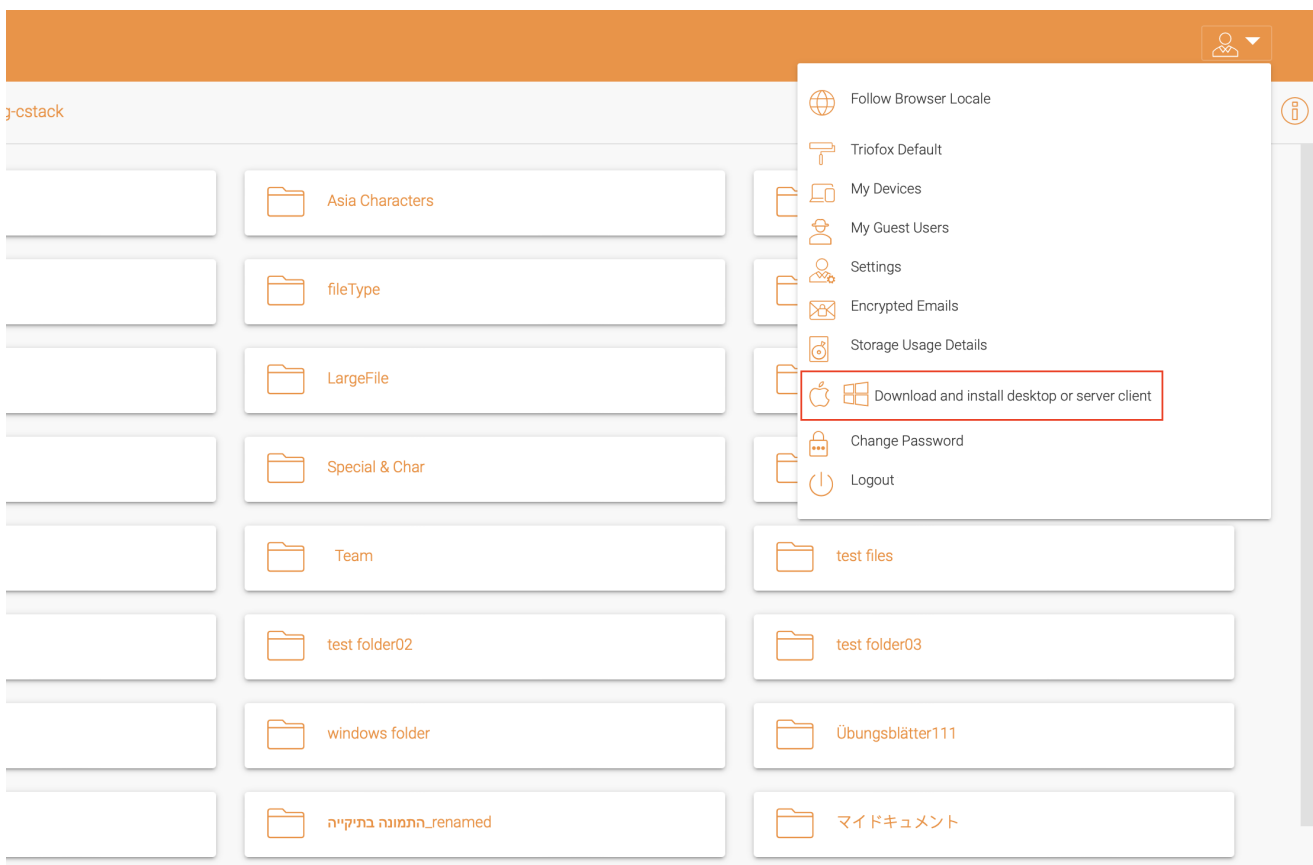 g-cstack
Follow Browser Locale
Triofox Default
My Devices
My Guest Users
Settings
Encrypted Emails
Storage Usage Details
Download and install desktop or server client
Change Password
Logout
Asia Characters
fileType
LargeFile
Special & Char
Team
test files
test folder02
test folder03
windows folder
Übungsblätter111
התמונה בתיקייה_renamed
マイドキュメント